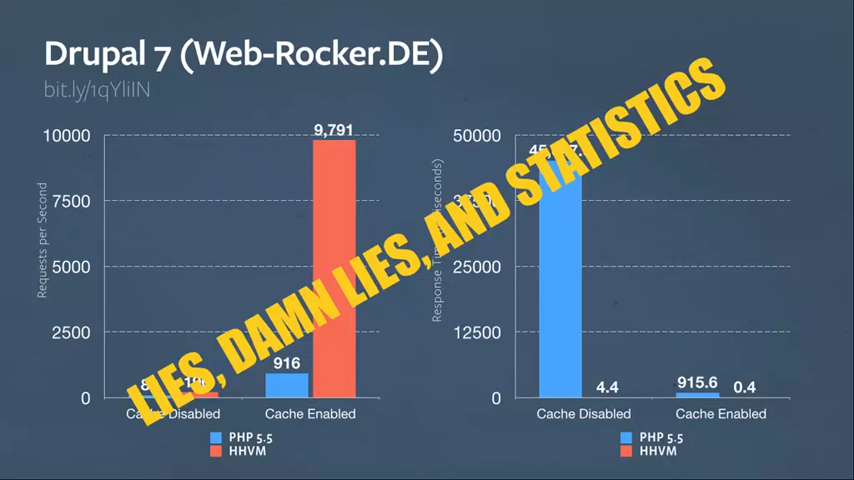 Drupal 7 (Web-Rocker.DE)
bit.ly/1qYliIN
LIES, DAMN LIES, AND STATISTICS
Requests per Second
10000
7500
5000
2500
0
916
9,791
Cache Disabled
Cache Enabled
PHP 5.5
HHVM
Response
50000
25000
12500
0
4.4
915.6
0.4
Cache Disabled
Cache Enabled
PHP 5.5
HHVM